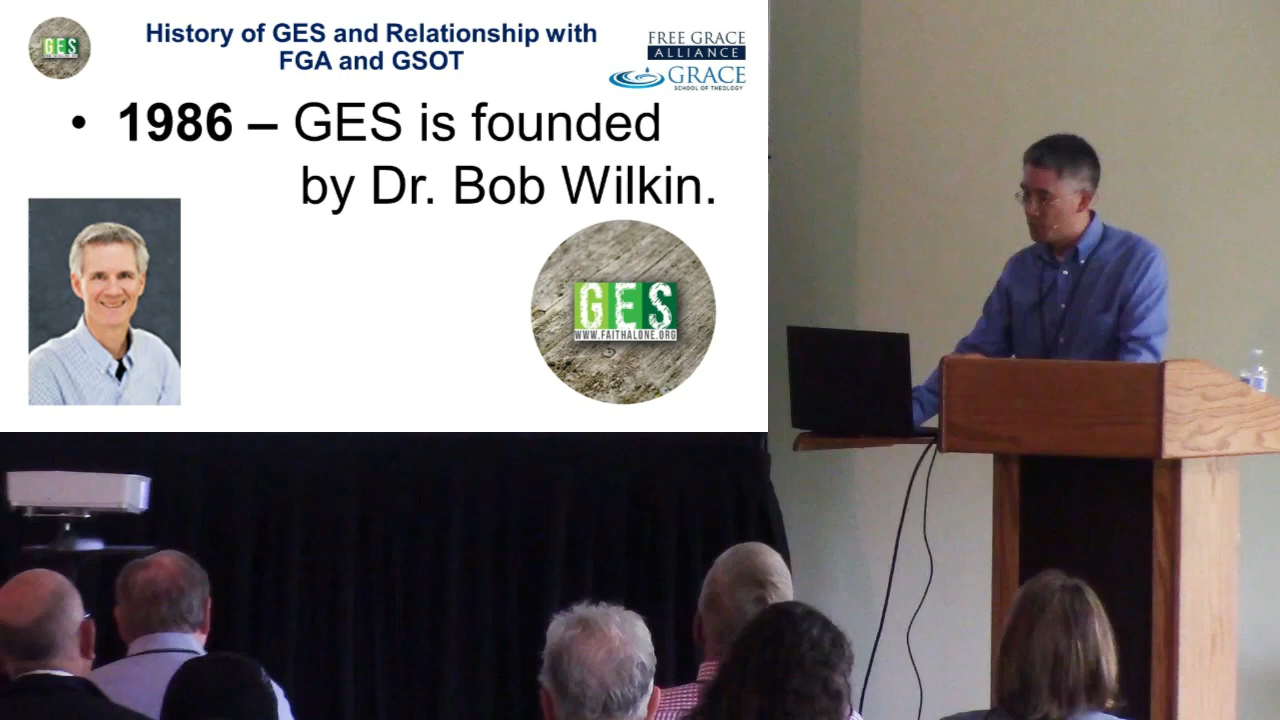 GES
History of GES and Relationship with
FGA and GSOT
FREE GRACE
ALLIANCE
GRACE
SCHOOL OF THEOLOGY
• 1986 – GES is founded
by Dr. Bob Wilkin.
GES
WWW.FAITHALONE.ORG